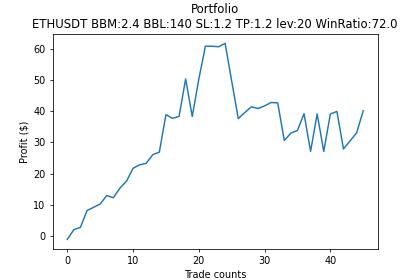 Portfolio
ETHUSDT BBM:2.4 BBL:140 SL:1.2 TP:1.2 lev:20 WinRatio:72.0
60
50
40
30
20
10
0
Profit ($)
0 10 20 30 40
Trade counts